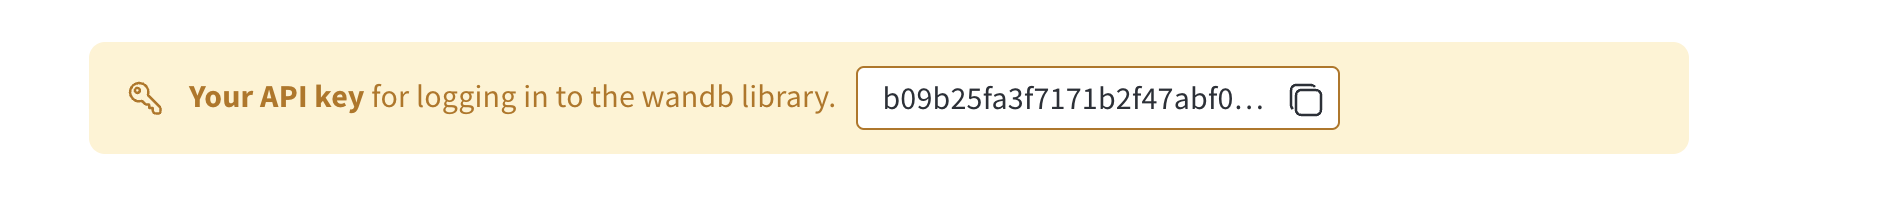 Your API key for logging in to the wandb library. b09b25fa3f7171b2f47abf0...